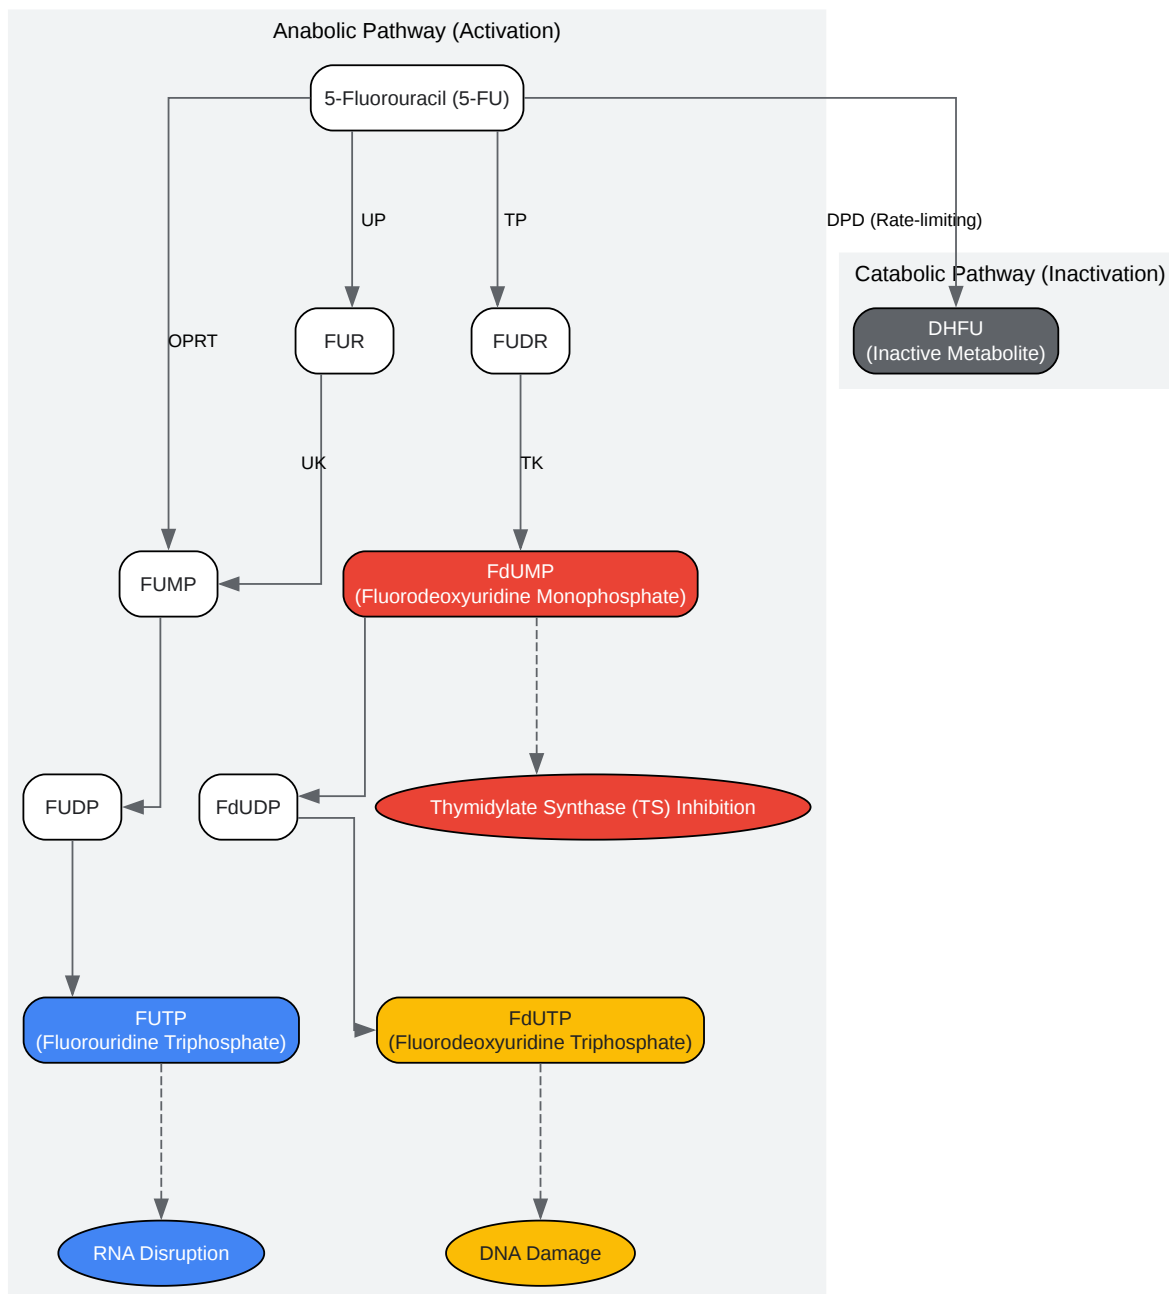 Anabolic Pathway (Activation)
5-Fluorouracil (5-FU)
UP
TP
DPD (Rate-limiting)
Catabolic Pathway (Inactivation)
OPRT
FUR
FUDR
DHFU
(Inactive Metabolite)
UK
TK
FUMP
FdUMP
(Fluorodeoxyuridine Monophosphate)
FUDP
FdUDP
Thymidylate Synthase (TS) Inhibition
FUTP
(Fluorouridine Triphosphate)
FdUTP
(Fluorodeoxyuridine Triphosphate)
RNA Disruption
DNA Damage